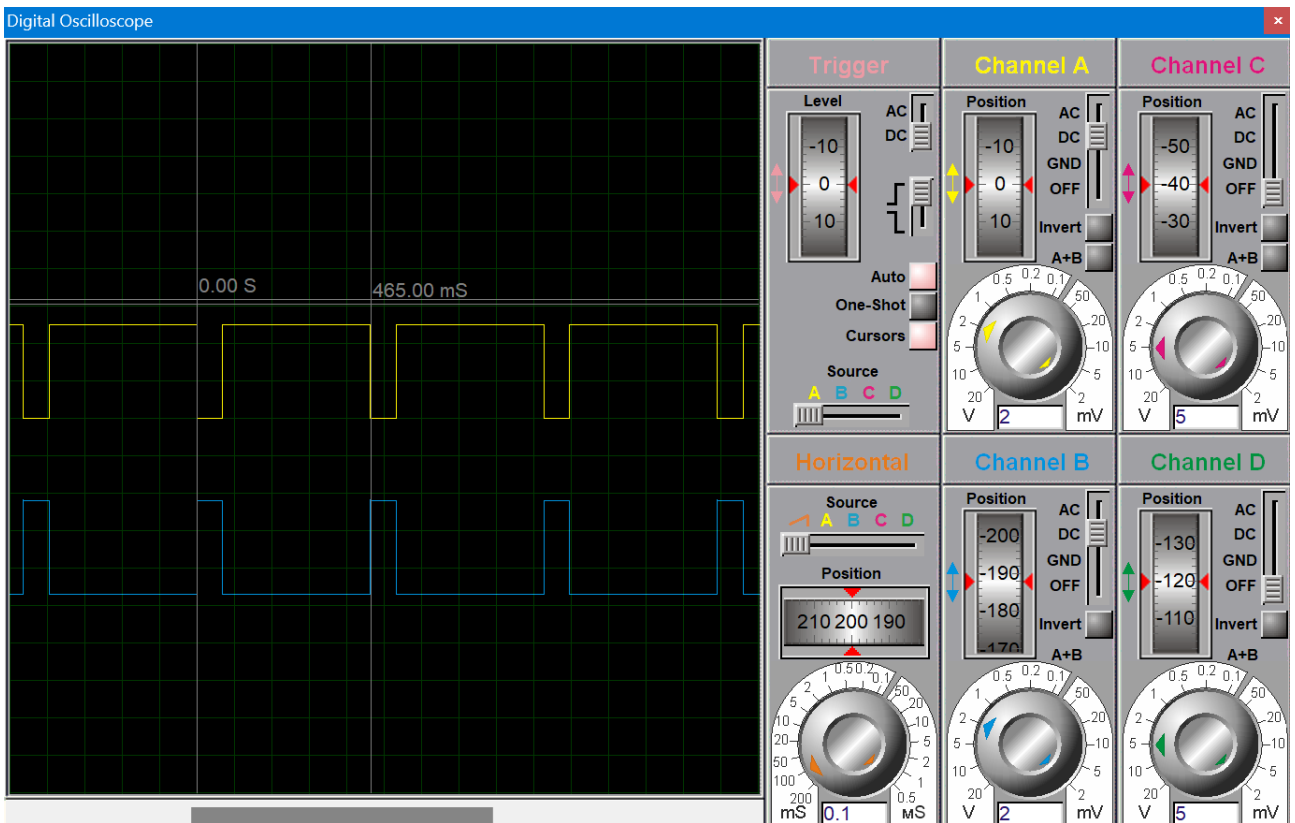 Digital Oscilloscope
×
0.00 S
465.00 mS
Trigger
Level
-10
0
10
AC
DC
Auto
One-Shot
Cursors
Source
A B C D
Channel A
Position
-10
0
10
AC
DC
GND
OFF
Invert
A+B
20 10 5 2 1 0.5 0.2 0.1 50 20 10 5 2
V 2 mV
Channel C
Position
-50
-40
-30
AC
DC
GND
OFF
Invert
A+B
20 10 5 2 1 0.5 0.2 0.1 50 20 10 5 2
V 5 mV
Horizontal
Source
A B C D
Position
210 200 190
200 100 50 20 10 5 2 1 0.5 0.2 0.1 50 20 10 5 2 1 0.5
mS 0.1 мS
Channel B
Position
-200
-190
-180
-170
AC
DC
GND
OFF
Invert
A+B
20 10 5 2 1 0.5 0.2 0.1 50 20 10 5 2
V 2 mV
Channel D
Position
-130
-120
-110
AC
DC
GND
OFF
Invert
A+B
20 10 5 2 1 0.5 0.2 0.1 50 20 10 5 2
V 5 mV